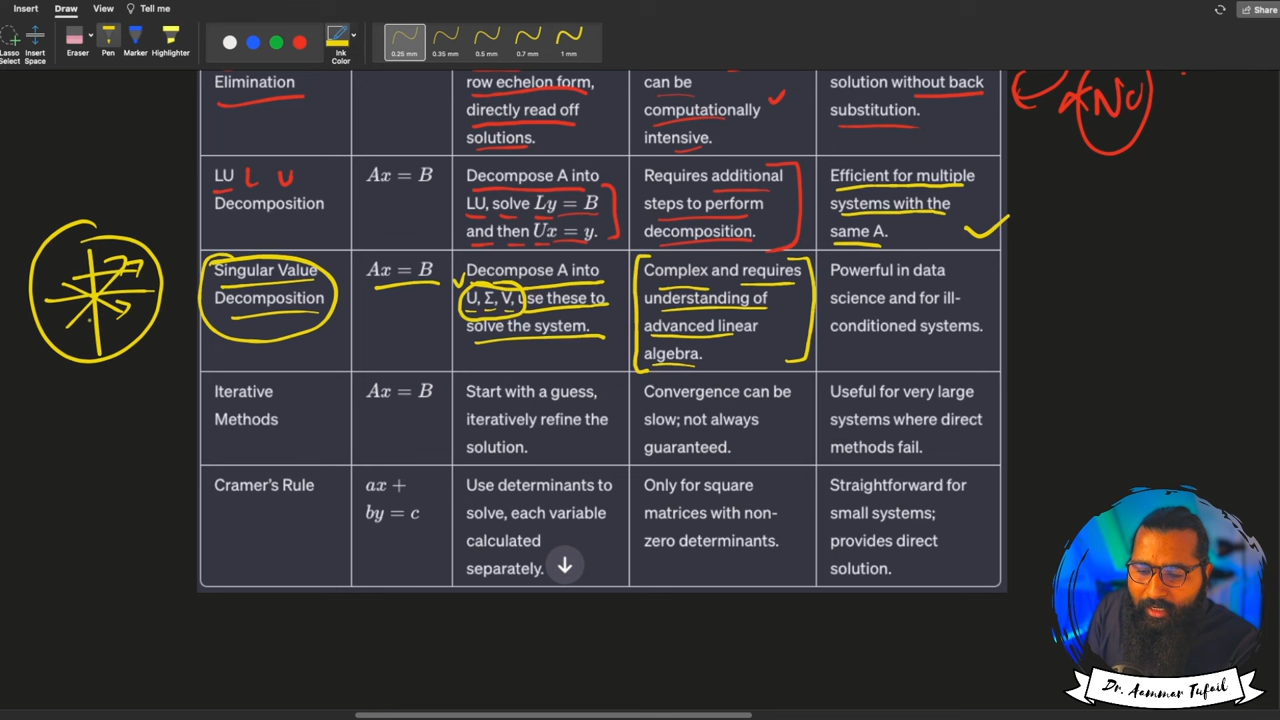 Insert View
Draw
Tell me
Share
Lasso
Select
Insert
Space
Eraser
Pen
Marker
Highlighter
Ink
Color
0.25 mm
0.35 mm
0.5 mm
0.7 mm
1 mm
Elimination
row echelon form,
directly read off
solutions.
can be
computationally
intensive.
solution without back
substitution.
NO
LU L U
Decomposition
Ax = B
Decompose A into
LU, solve Ly = B
and then Ux = y.
Requires additional
steps to perform
decomposition.
Efficient for multiple
systems with the
same A.
Singular Value
Decomposition
Ax = B
Decompose A into
U, Σ, V, use these to
solve the system.
Complex and requires
understanding of
advanced linear
algebra.
Powerful in data
science and for ill-
conditioned systems.
Iterative
Methods
Ax = B
Start with a guess,
iteratively refine the
solution.
Convergence can be
slow; not always
guaranteed.
Useful for very large
systems where direct
methods fail.
Cramer's Rule
ax +
by = c
Use determinants to
solve, each variable
calculated
separately.
Only for square
matrices with non-
zero determinants.
Straightforward for
small systems;
provides direct
solution.
Dr. Aammar Tufail